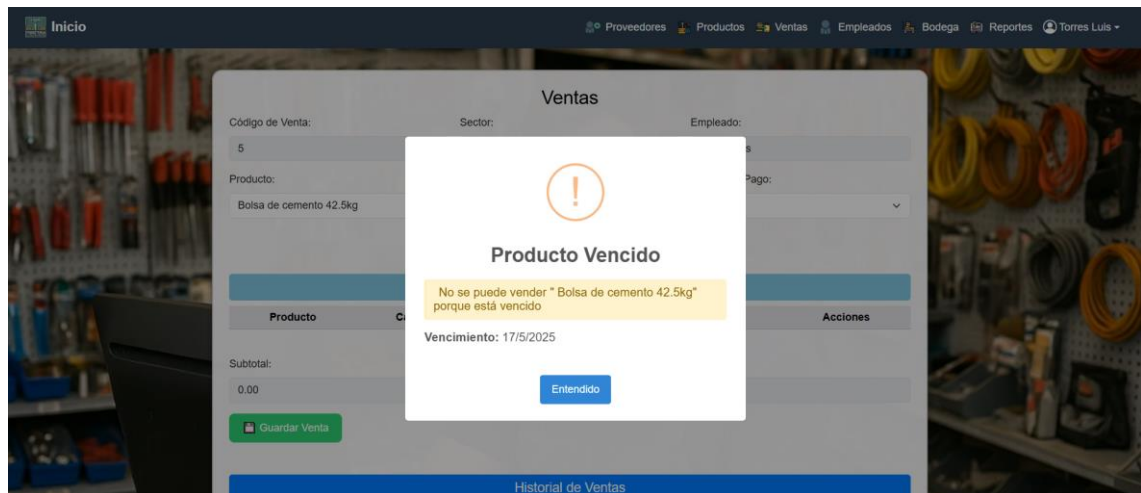 Inicio Proveedores Productos Ventas Empleados Bodega Reportes Torres Luis
Ventas
Código de Venta: Sector: Empleado:
5
Producto: Pago:
Bolsa de cemento 42.5kg
!
Producto Vencido
No se puede vender " Bolsa de cemento 42.5kg"
porque está vencido
Producto Acciones
Vencimiento: 17/5/2025
Subtotal:
0.00
Entendido
Guardar Venta
Historial de Ventas